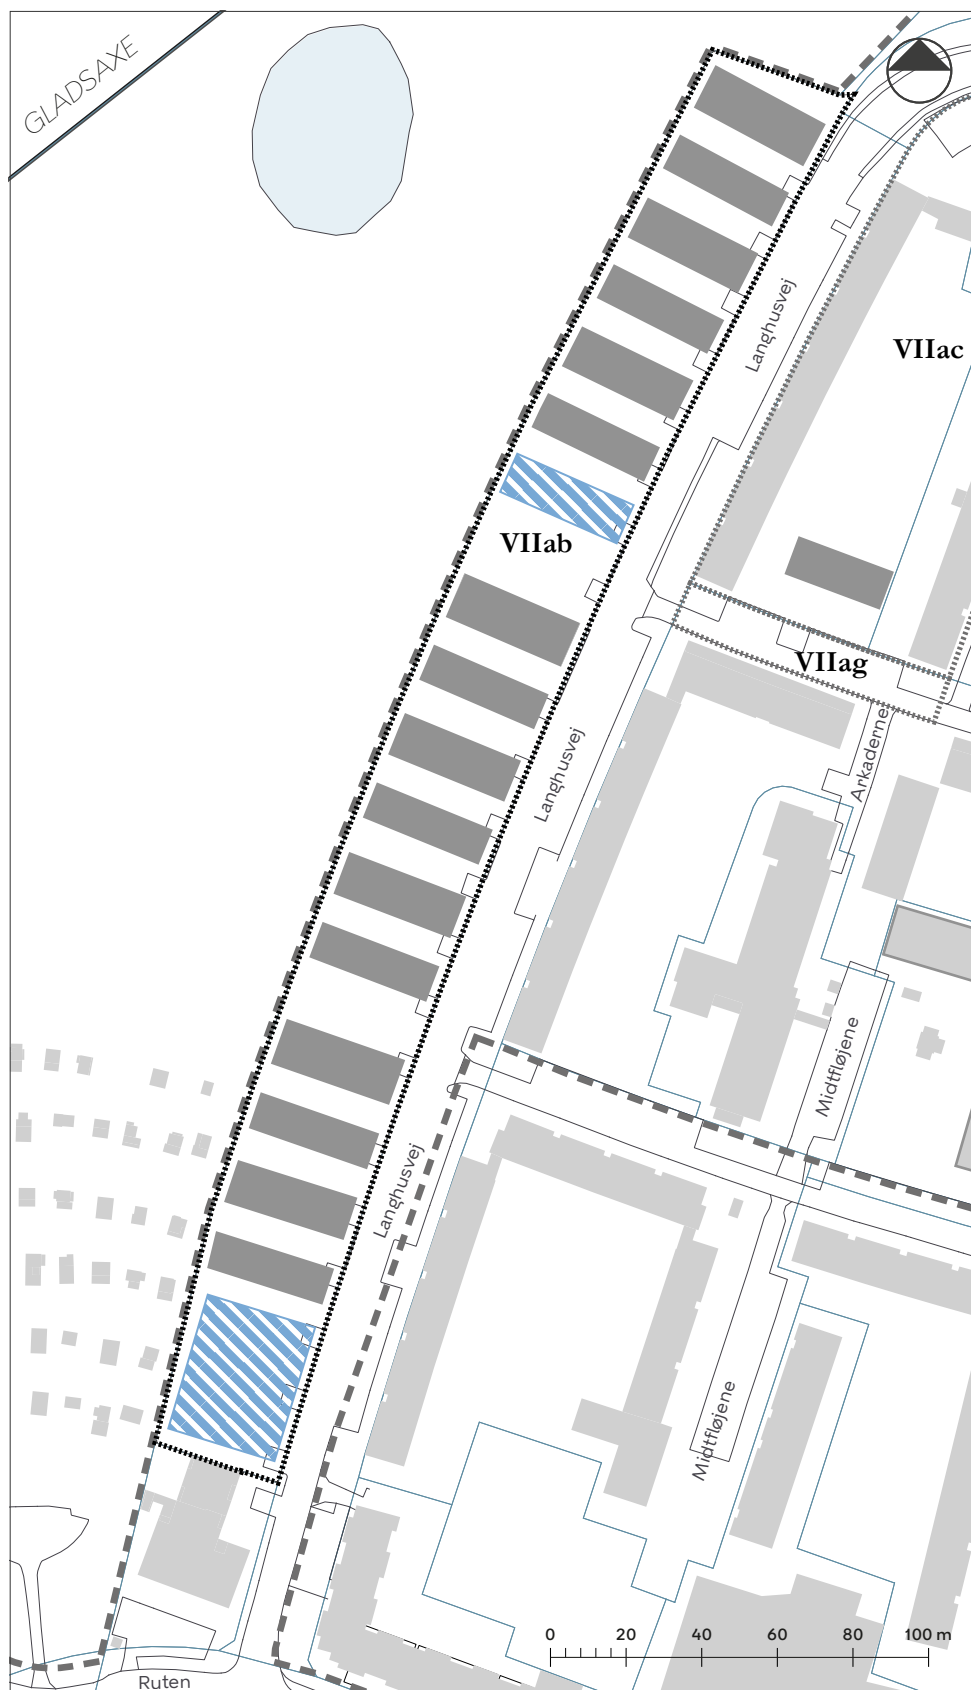 GLADSAXE
Langhusvej
VIIac
VIIab
VIIag
Arkaderne
Langhusvej
Midtfløjene
Langhusvej
Midtfløjene
0 20 40 60 80 100 m
Ruten